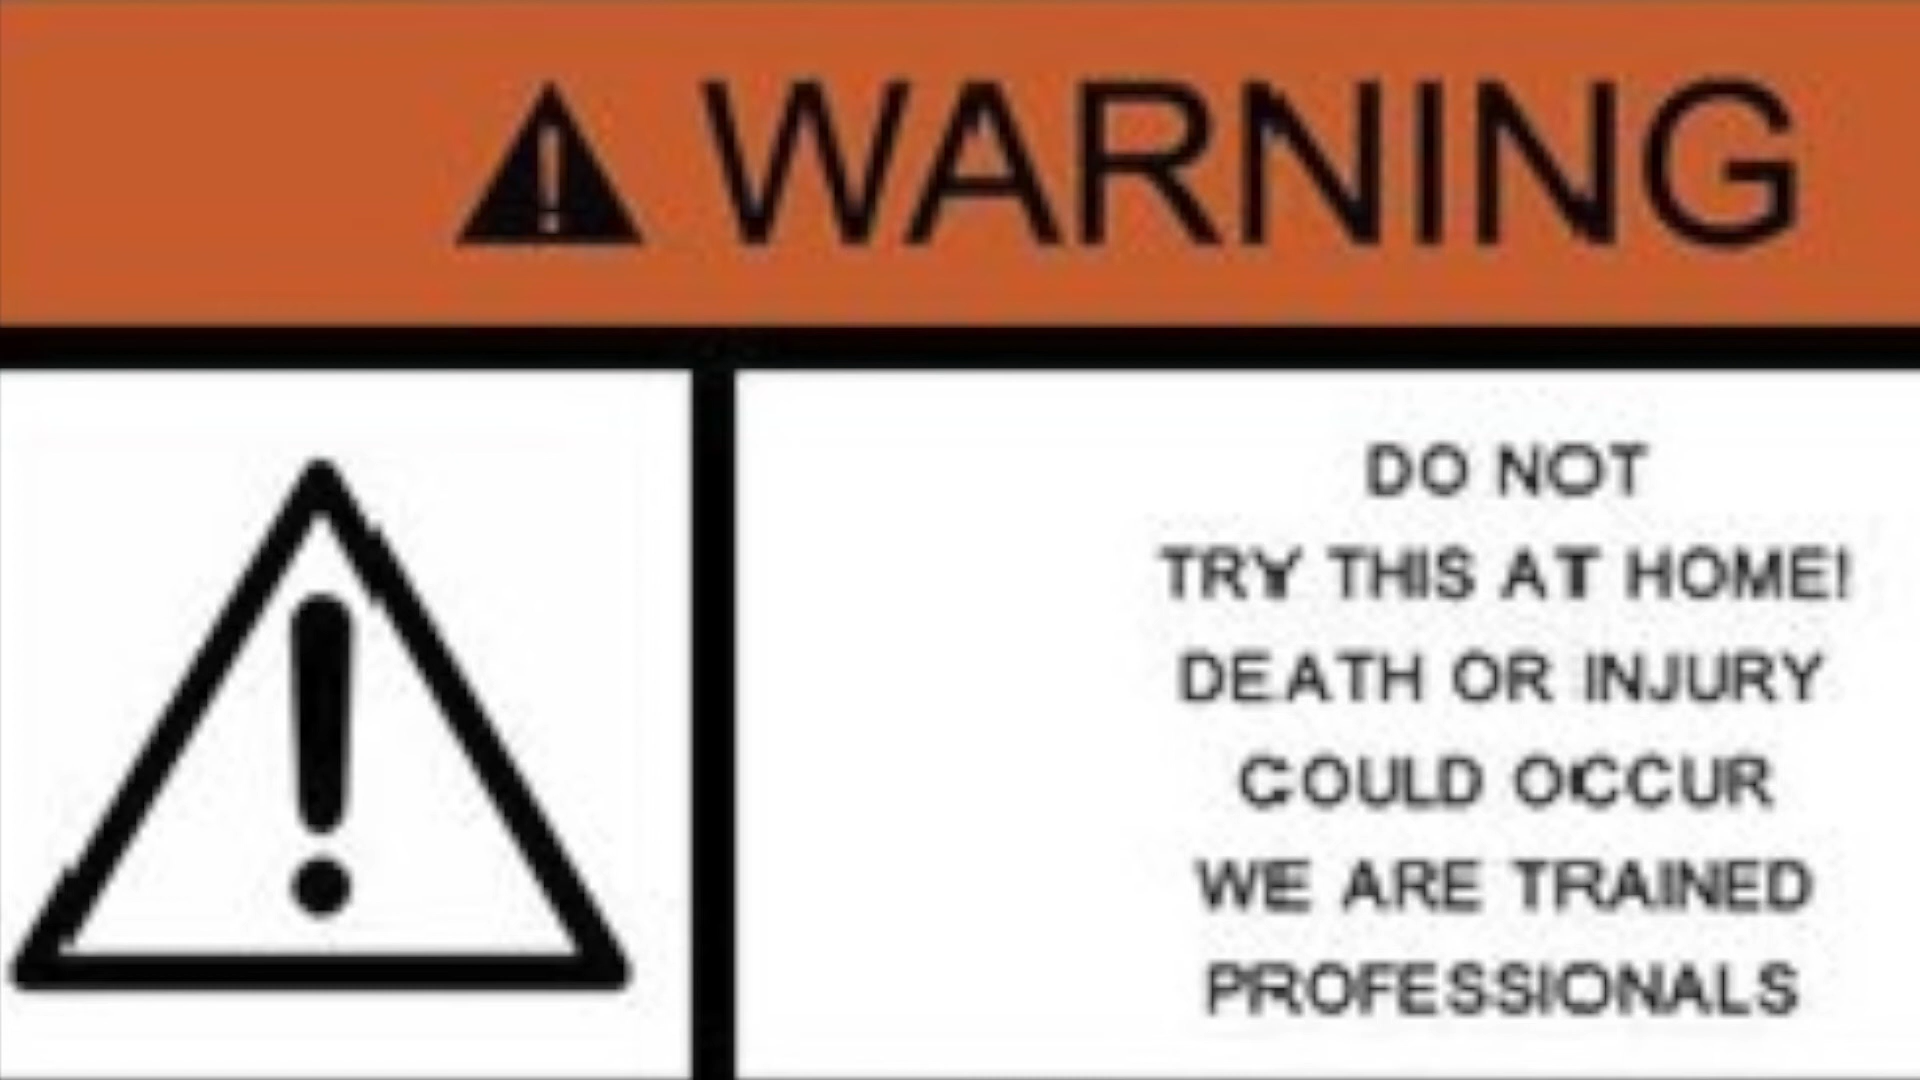 WARNING
DO NOT
TRY THIS AT HOME!
DEATH OR INJURY
COULD OCCUR
WE ARE TRAINED
PROFESSIONALS